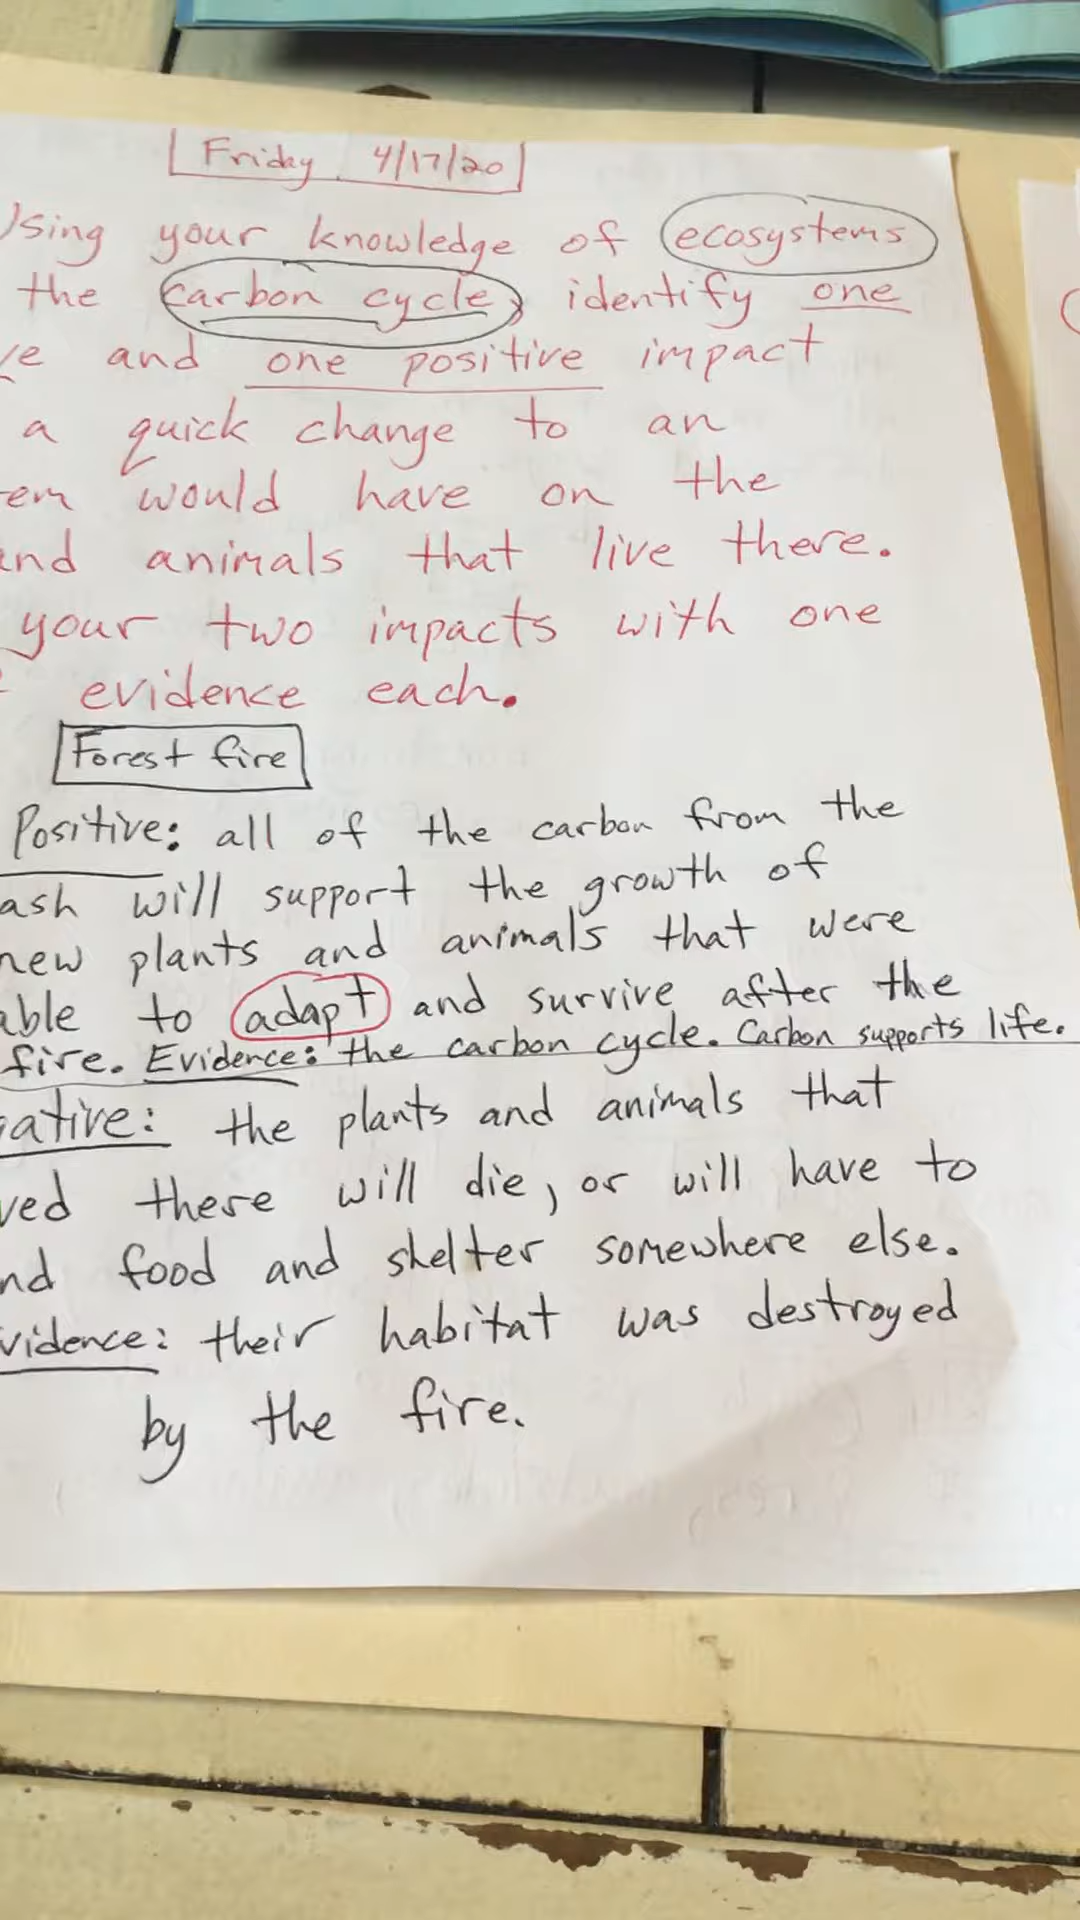 Friday 4/17/20
Using your knowledge of ecosystems
the carbon cycle, identify one
ve and one positive impact
a quick change to an
em would have on the
and animals that live there.
your two impacts with one
evidence each.
Forest fire
Positive: all of the carbon from the
ash will support the growth of
new plants and animals that were
able to adapt and survive after the
fire. Evidence: the carbon cycle. Carbon supports life.
ative: the plants and animals that
ved there will die, or will have to
nd food and shelter somewhere else.
vidence: their habitat was destroyed
by the fire.